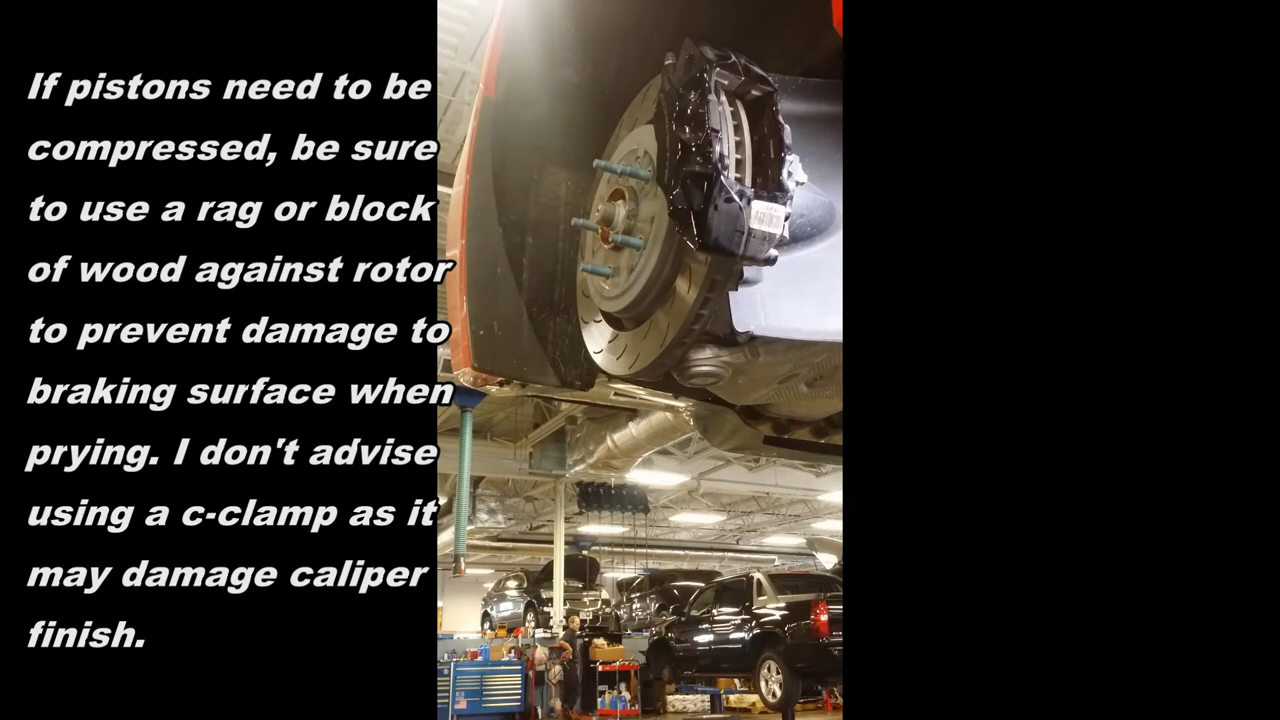 If pistons need to be
compressed, be sure
to use a rag or block
of wood against rotor
to prevent damage to
braking surface when
prying. I don't advise
using a c-clamp as it
may damage caliper
finish.